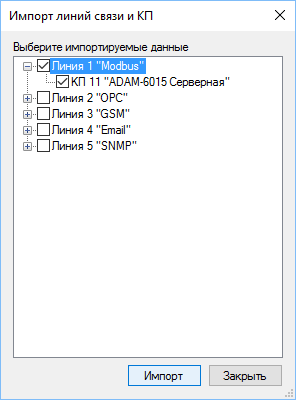 Импорт линий связи и КП
Выберите импортируемые данные
Линия 1 "Modbus"
КП 11 "ADAM-6015 Серверная"
Линия 2 "OPC"
Линия 3 "GSM"
Линия 4 "Email"
Линия 5 "SNMP"
Импорт Закрыть